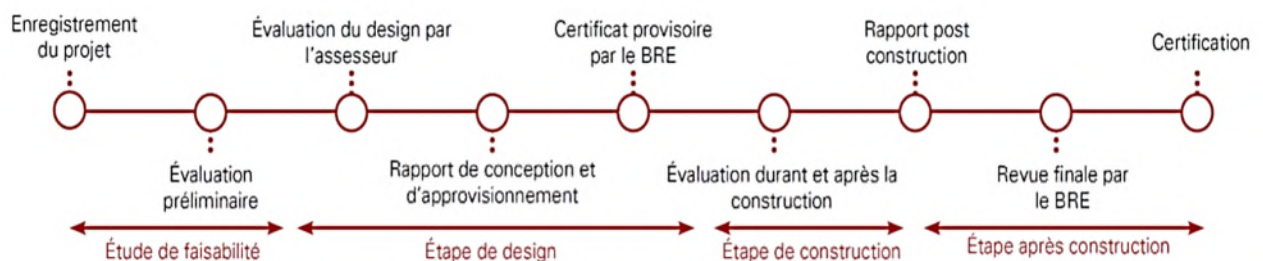 Enregistrement
du projet
Évaluation du design par
l'assesseur
Certificat provisoire
par le BRE
Rapport post
construction
Certification
Évaluation
préliminaire
Rapport de conception et
d'approvisionnement
Évaluation durant et après la
construction
Revue finale par
le BRE
Étude de faisabilité
Étape de design
Étape de construction
Étape après construction